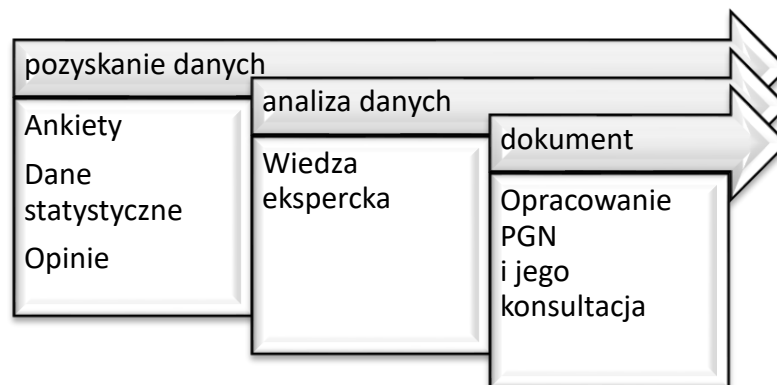 pozyskanie danych
Ankiety
Dane
statystyczne
Opinie
analiza danych
Wiedza
ekspercka
dokument
Opracowanie
PGN
i jego
konsultacja